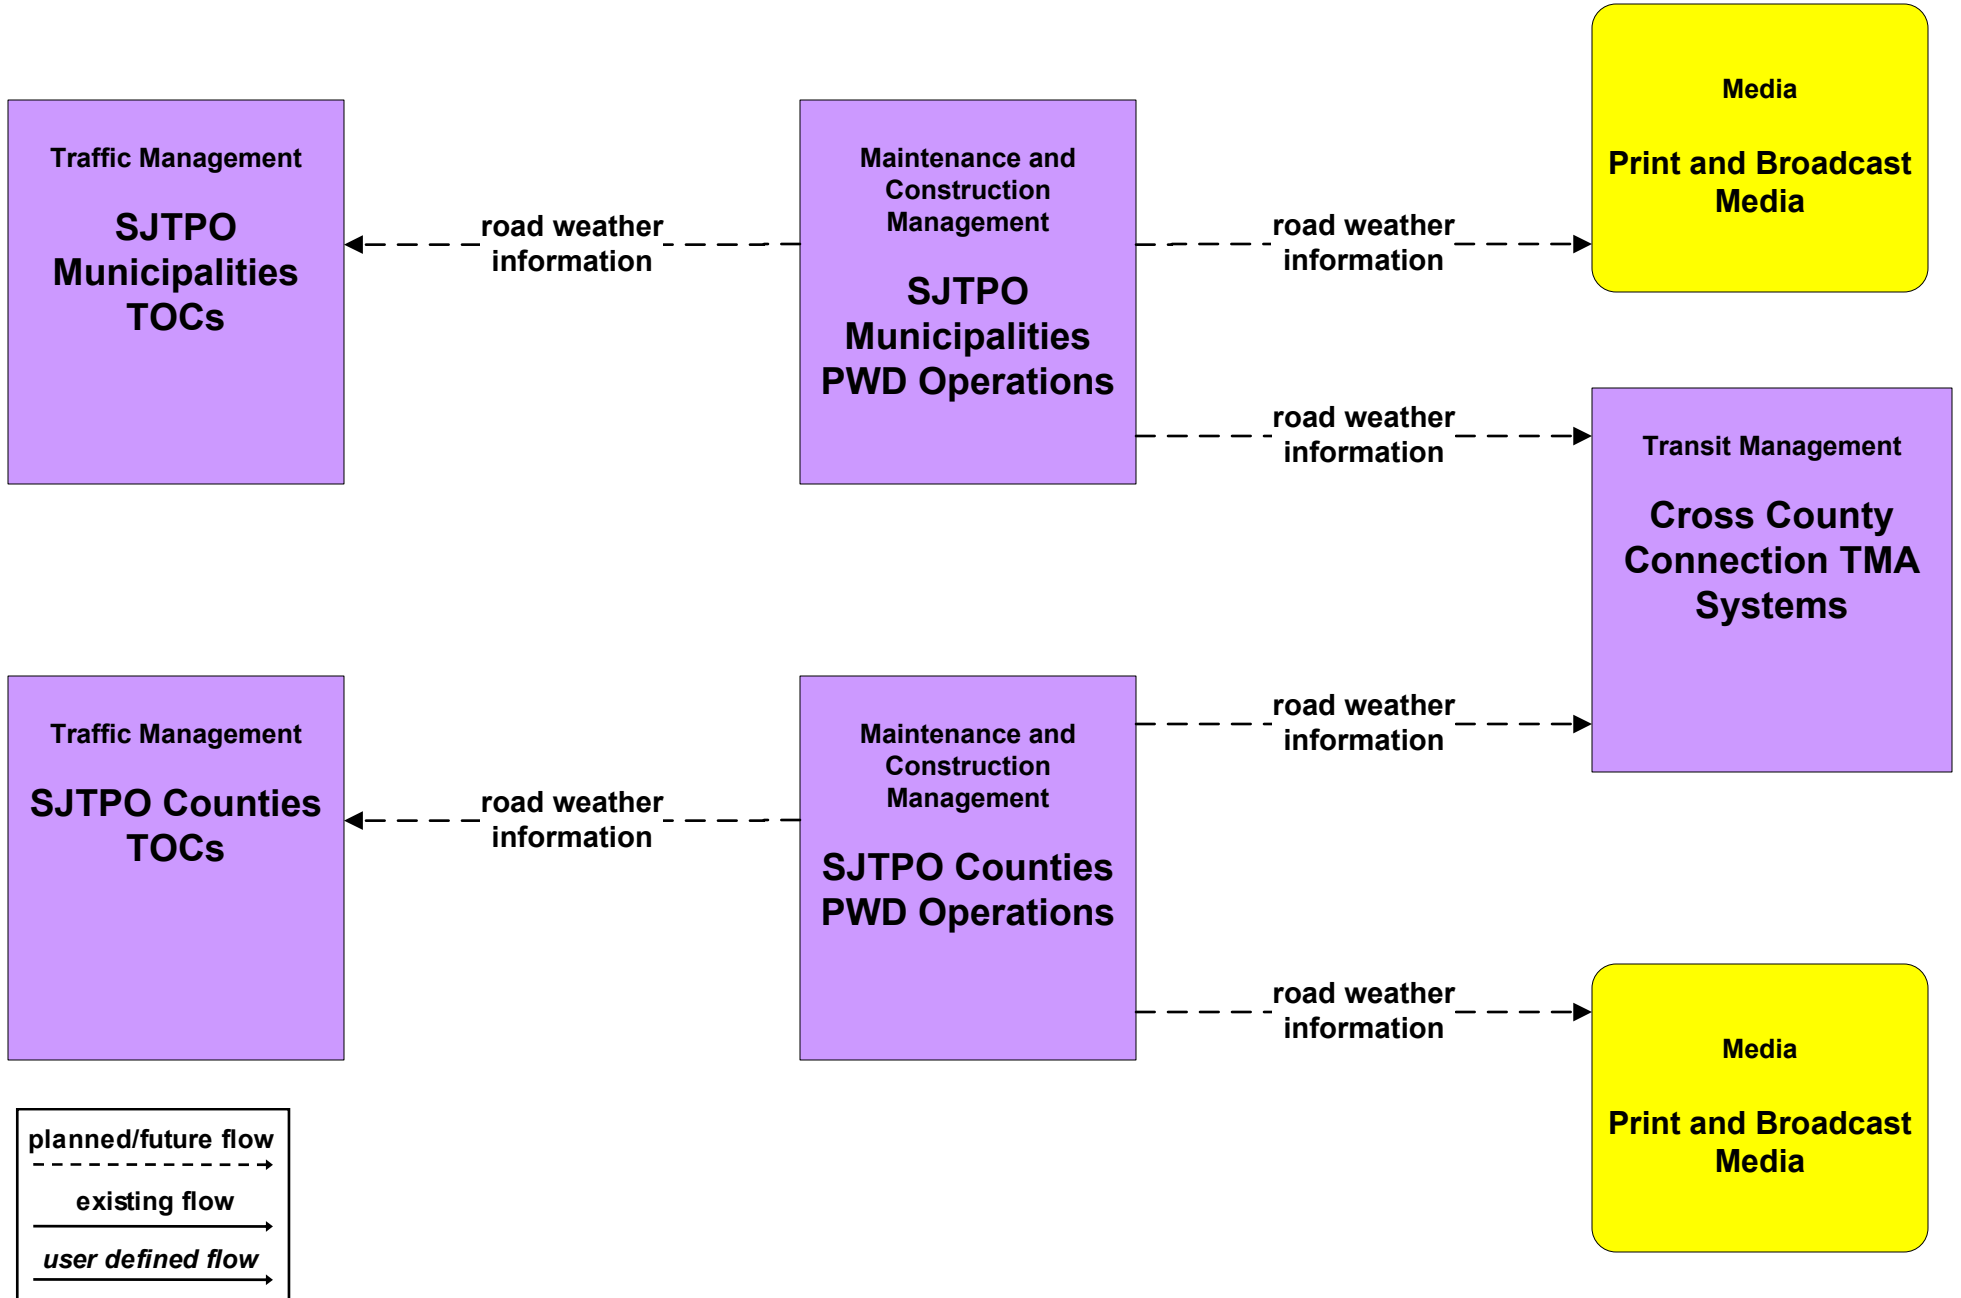 Media
Print and Broadcast
Media
Traffic Management
SJTPO
Municipalities
TOCs
road weather
information
Maintenance and
Construction
Management
SJTPO
Municipalities
PWD Operations
road weather
information
road weather
information
Transit Management
Cross County
Connection TMA
Systems
Traffic Management
SJTPO Counties
TOCs
road weather
information
Maintenance and
Construction
Management
SJTPO Counties
PWD Operations
road weather
information
road weather
information
Media
Print and Broadcast
Media
planned/future flow
existing flow
user defined flow